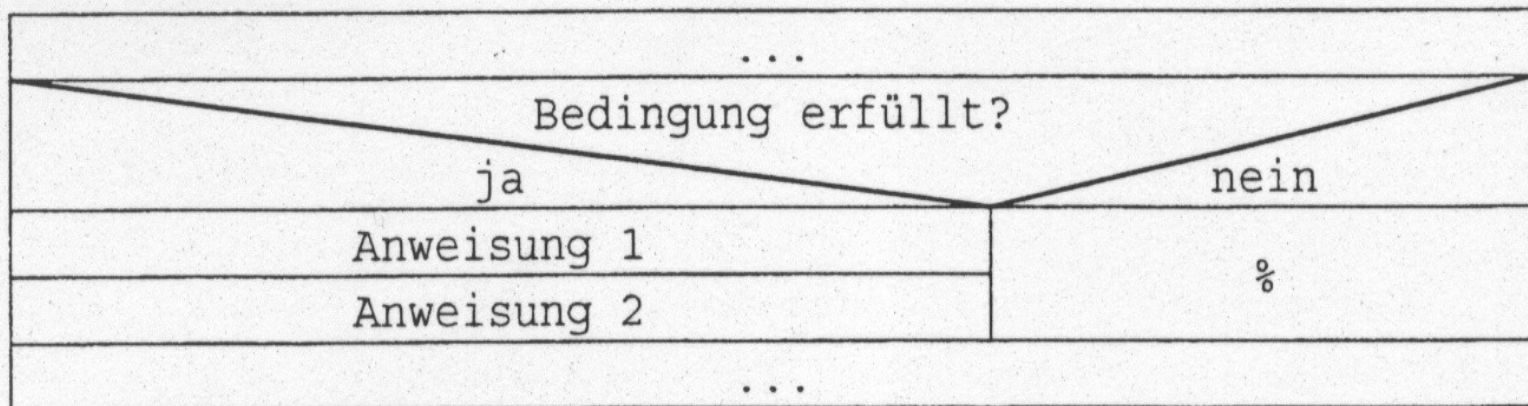 ...
Bedingung erfüllt?
ja nein
Anweisung 1
%
Anweisung 2
...